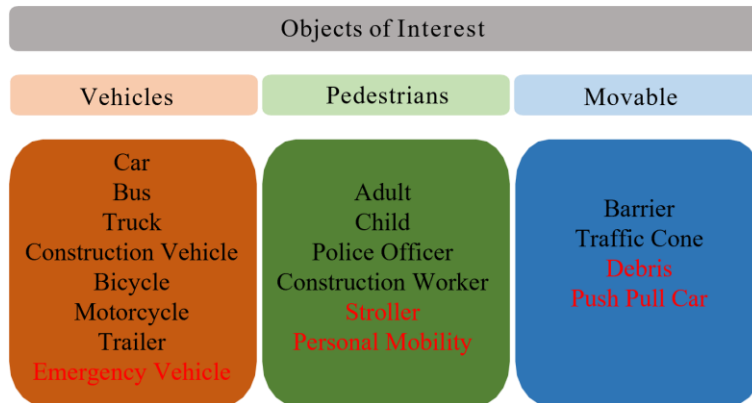 Objects of Interest
Vehicles
Pedestrians
Movable
Car
Bus
Truck
Construction Vehicle
Bicycle
Motorcycle
Trailer
Emergency Vehicle
Adult
Child
Police Officer
Construction Worker
Stroller
Personal Mobility
Barrier
Traffic Cone
Debris
Push Pull Car